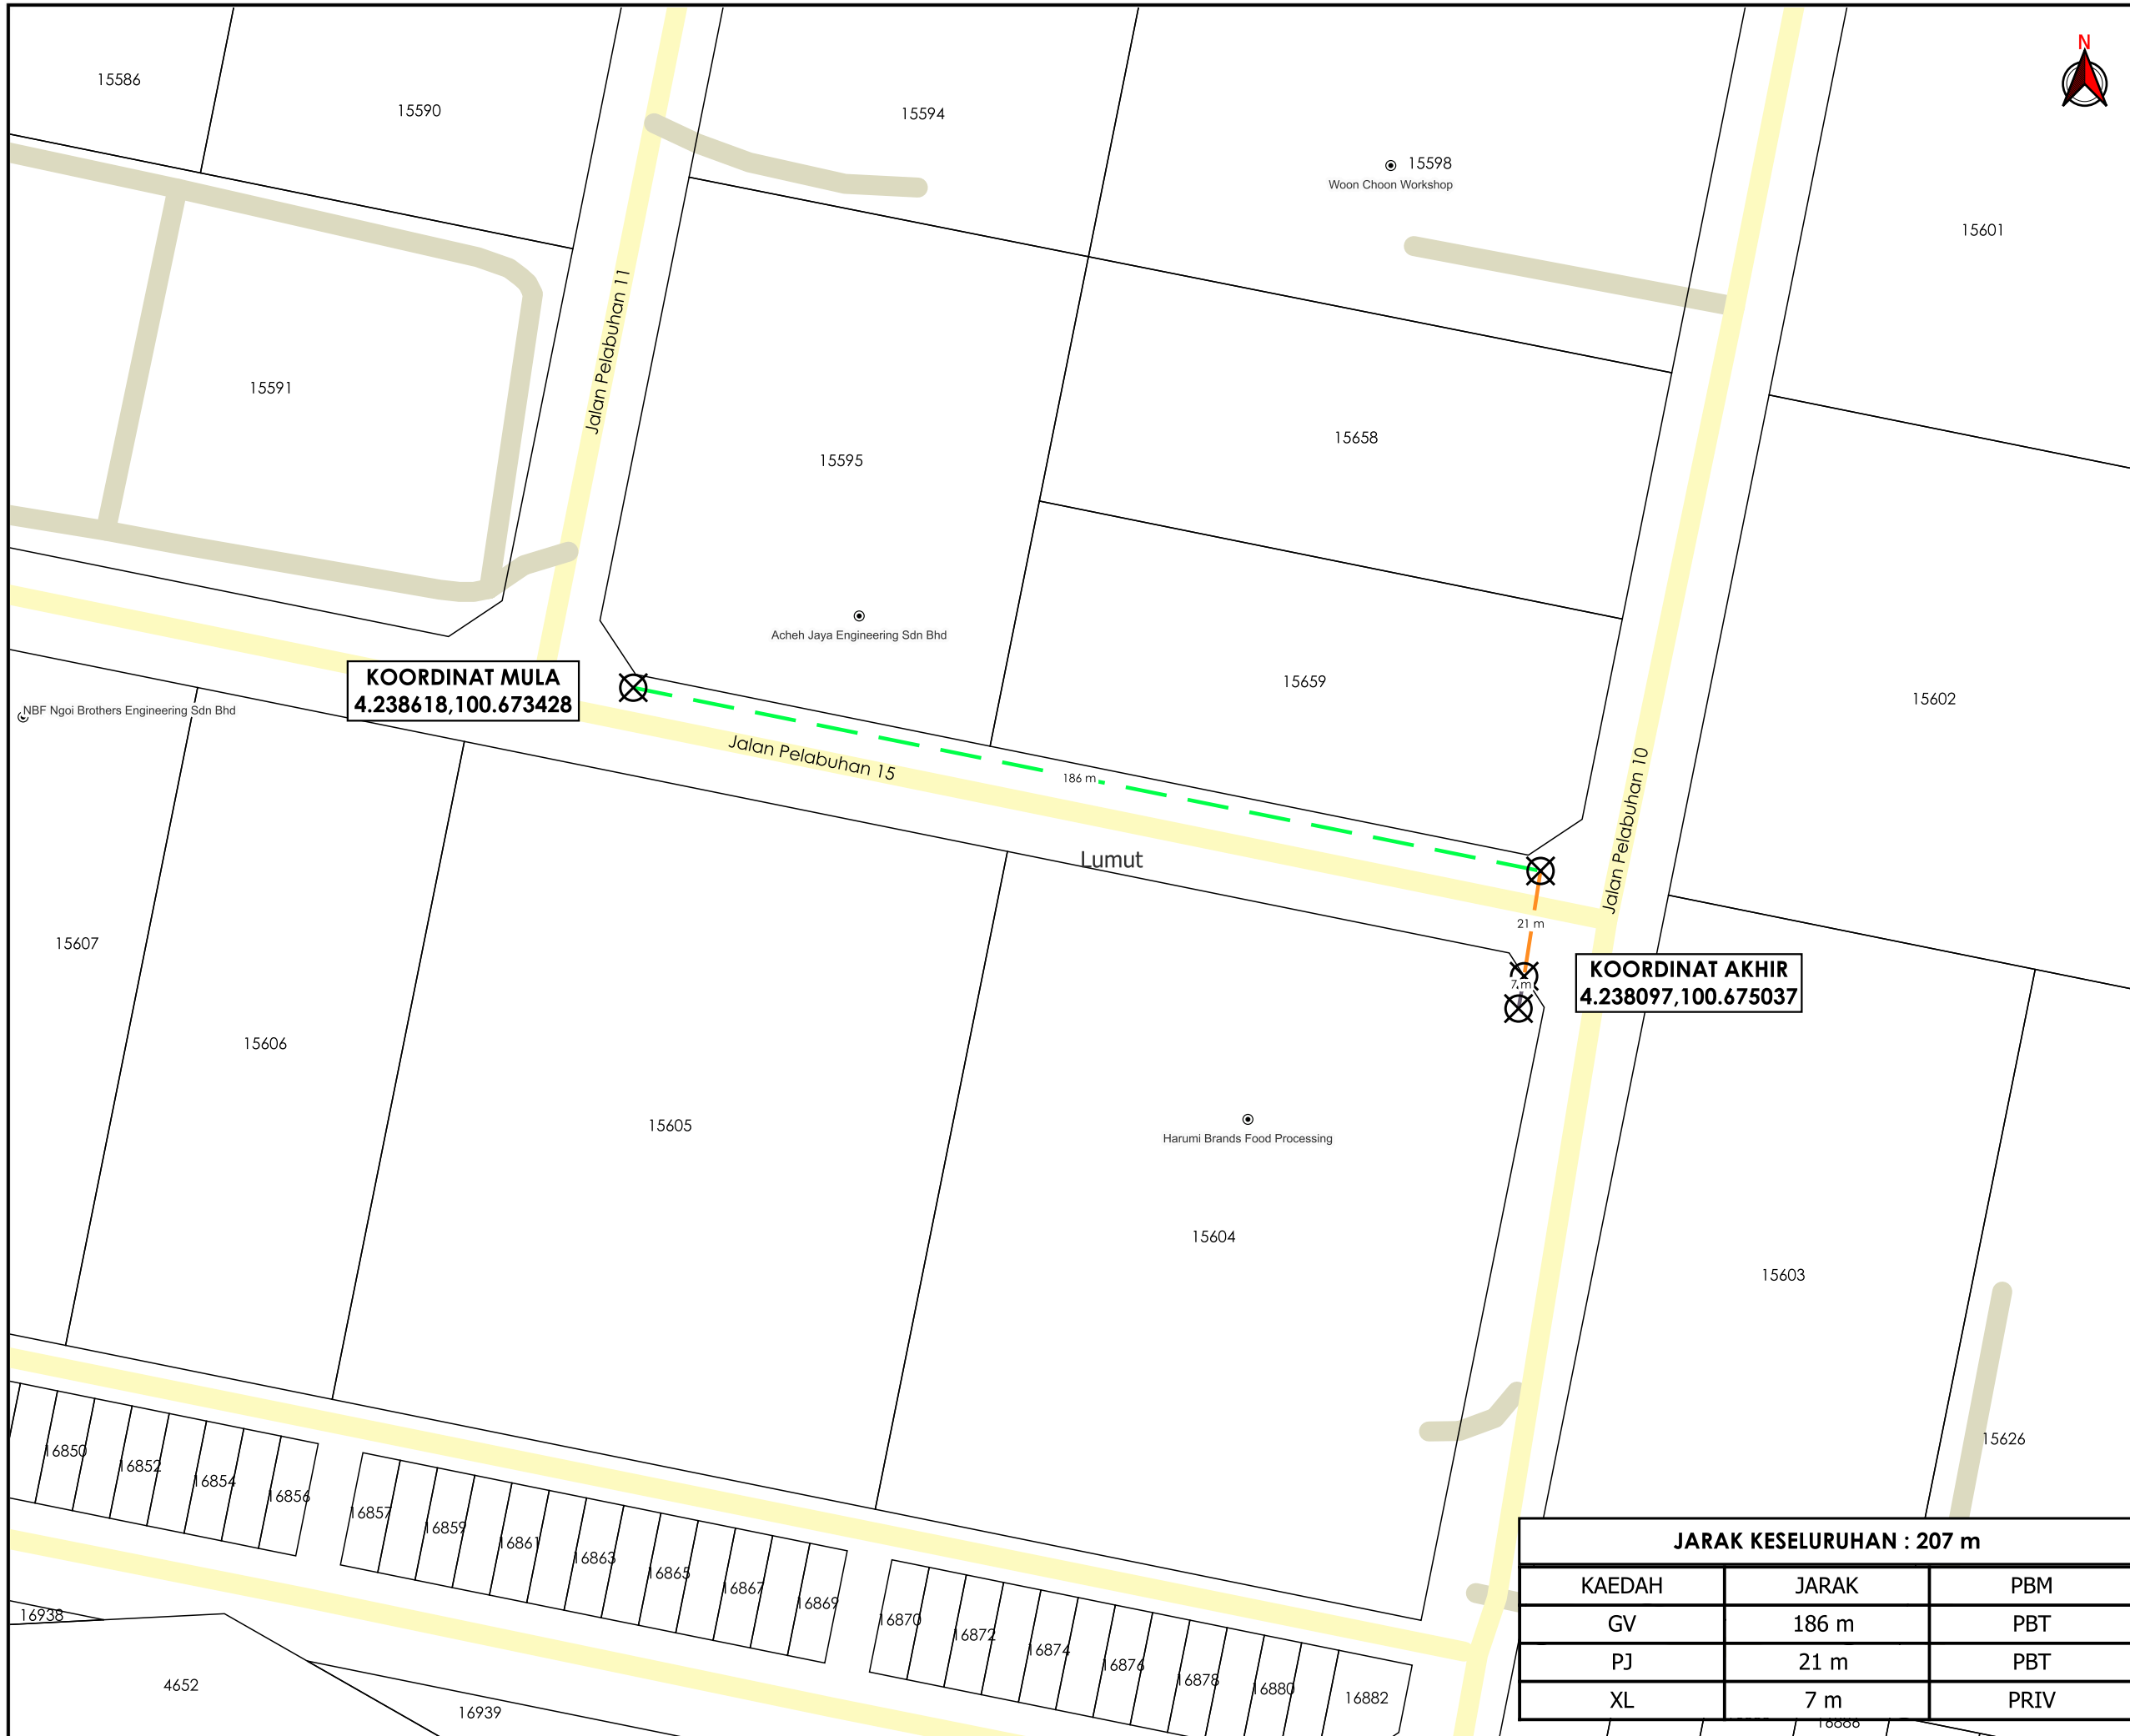 N
15586
15590
15594
15598
Woon Choon Workshop
15601
Jalan Pelabuhan 11
15591
15595
15658
Acheh Jaya Engineering Sdn Bhd
15659
15602
KOORDINAT MULA
4.238618,100.673428
NBF Ngoi Brothers Engineering Sdn Bhd
Jalan Pelabuhan 15
186 m
Jalan Pelabuhan 10
Lumut
21 m
15607
KOORDINAT AKHIR
4.238097,100.675037
7 m
15606
15605
Harumi Brands Food Processing
15604
15603
15626
16850
16852
16854
16856
16857
16859
16861
16863
16865
16867
16869
16870
16872
16874
16876
16878
16880
16882
16938
4652
16939
JARAK KESELURUHAN : 207 m
KAEDAH JARAK PBM
GV 186 m PBT
PJ 21 m PBT
XL 7 m PRIV